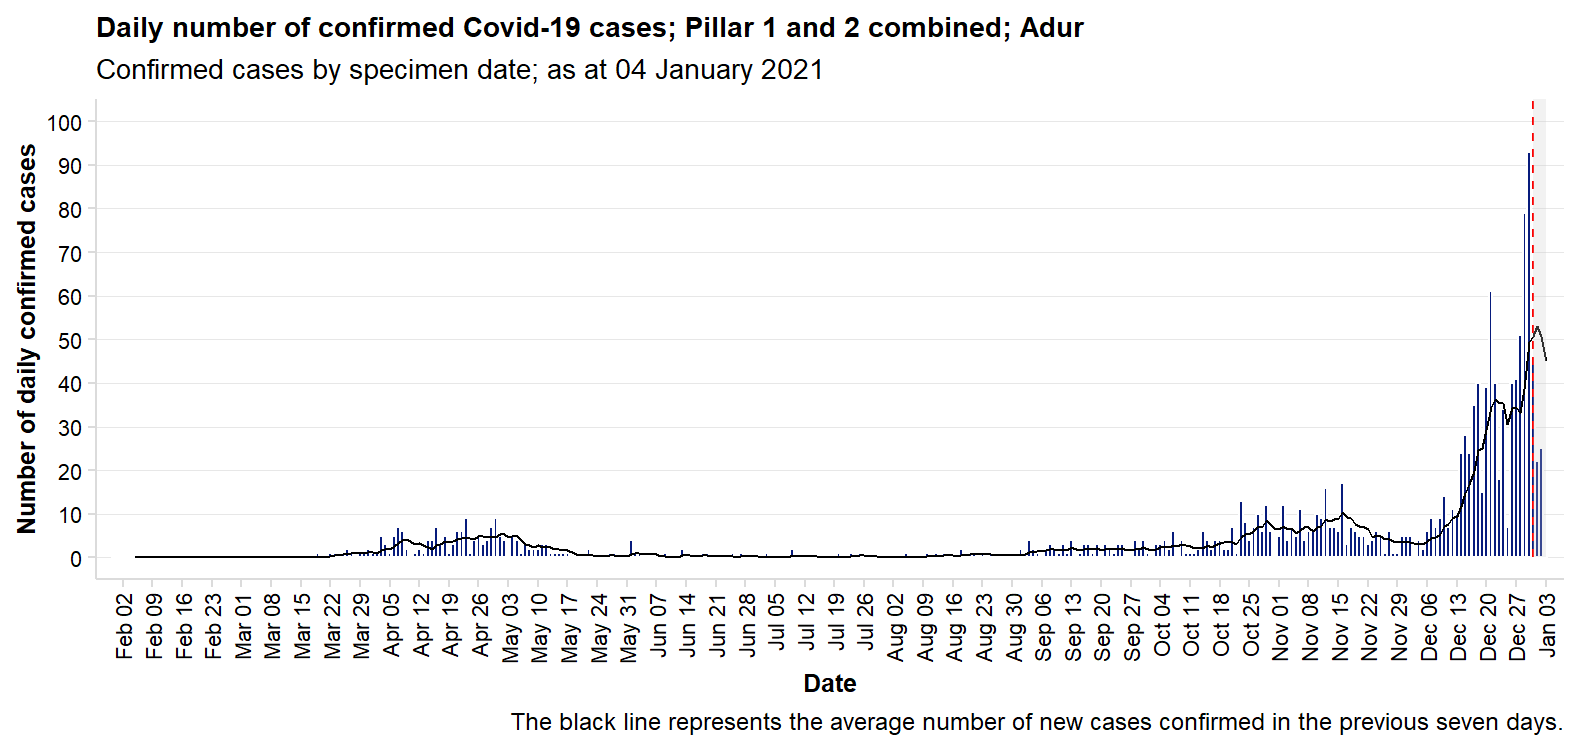 Daily number of confirmed Covid-19 cases; Pillar 1 and 2 combined; Adur
Confirmed cases by specimen date; as at 04 January 2021
Number of daily confirmed cases
100
90
80
70
60
50
40
30
20
10
0
Feb 02
Feb 09
Feb 16
Feb 23
Mar 01
Mar 08
Mar 15
Mar 22
Mar 29
Apr 05
Apr 12
Apr 19
Apr 26
May 03
May 10
May 17
May 24
May 31
Jun 07
Jun 14
Jun 21
Jun 28
Jul 05
Jul 12
Jul 19
Jul 26
Aug 02
Aug 09
Aug 16
Aug 23
Aug 30
Sep 06
Sep 13
Sep 20
Sep 27
Oct 04
Oct 11
Oct 18
Oct 25
Nov 01
Nov 08
Nov 15
Nov 22
Nov 29
Dec 06
Dec 13
Dec 20
Dec 27
Jan 03
Date
The black line represents the average number of new cases confirmed in the previous seven days.